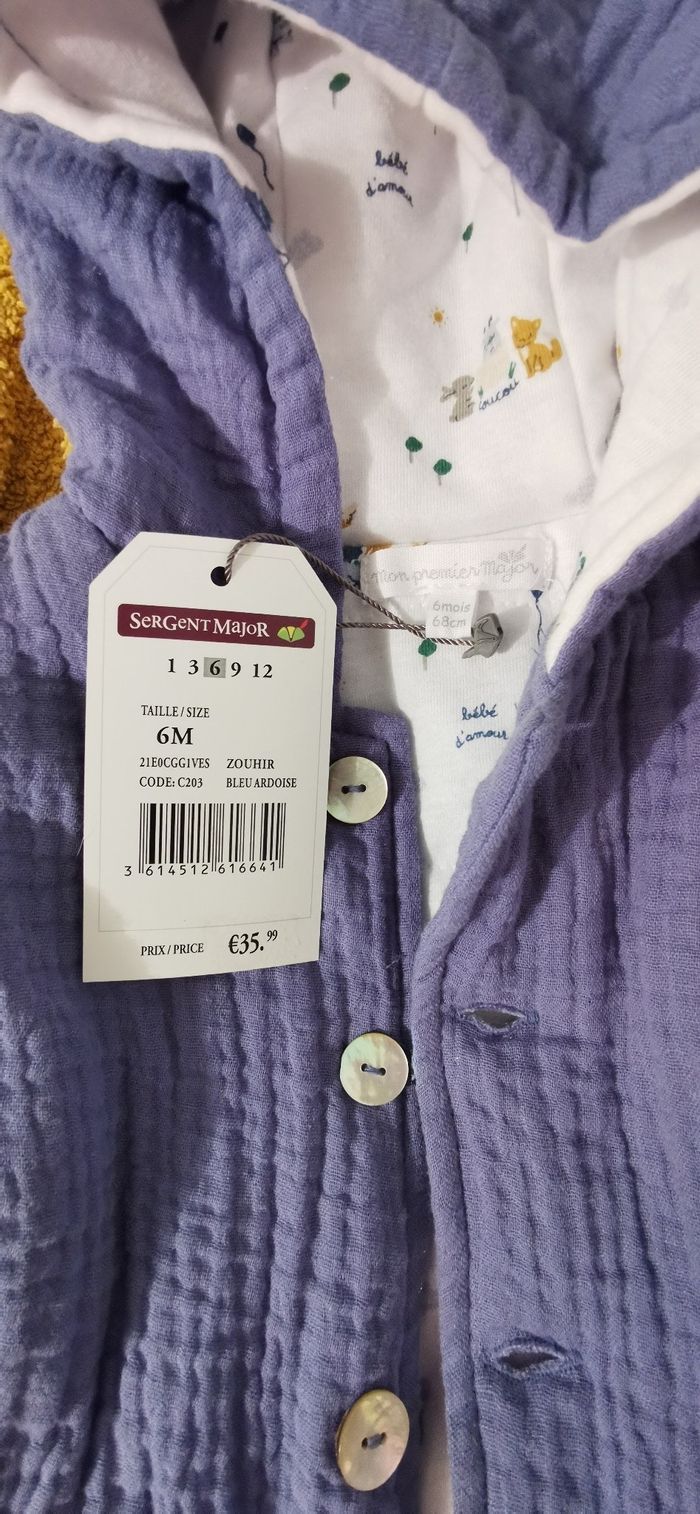 bébé
d'amour
coucou
mon premier Major
6mois
68cm
bébé
d'amour
SERGENT MAJOR
1 3 6 9 12
TAILLE / SIZE
6M
21E0CGG1VES ZOUHIR
CODE: C203 BLEU ARDOISE
3 614512 616641
PRIX / PRICE €35.99